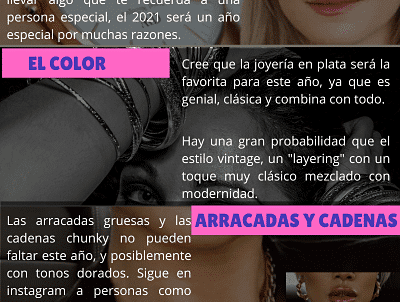 llevar algo que te recuerda a una
persona especial, el 2021 será un año
especial por muchas razones.
EL COLOR
Cree que la joyería en plata será la
favorita para este año, ya que es
genial, clásica y combina con todo.
Hay una gran probabilidad que el
estilo vintage, un "layering" con un
toque muy clásico mezclado con
modernidad.
ARRACADAS Y CADENAS
Las arracadas gruesas y las
cadenas chunky no pueden
faltar este año, y posiblemente
con tonos dorados. Sigue en
instagram a personas como